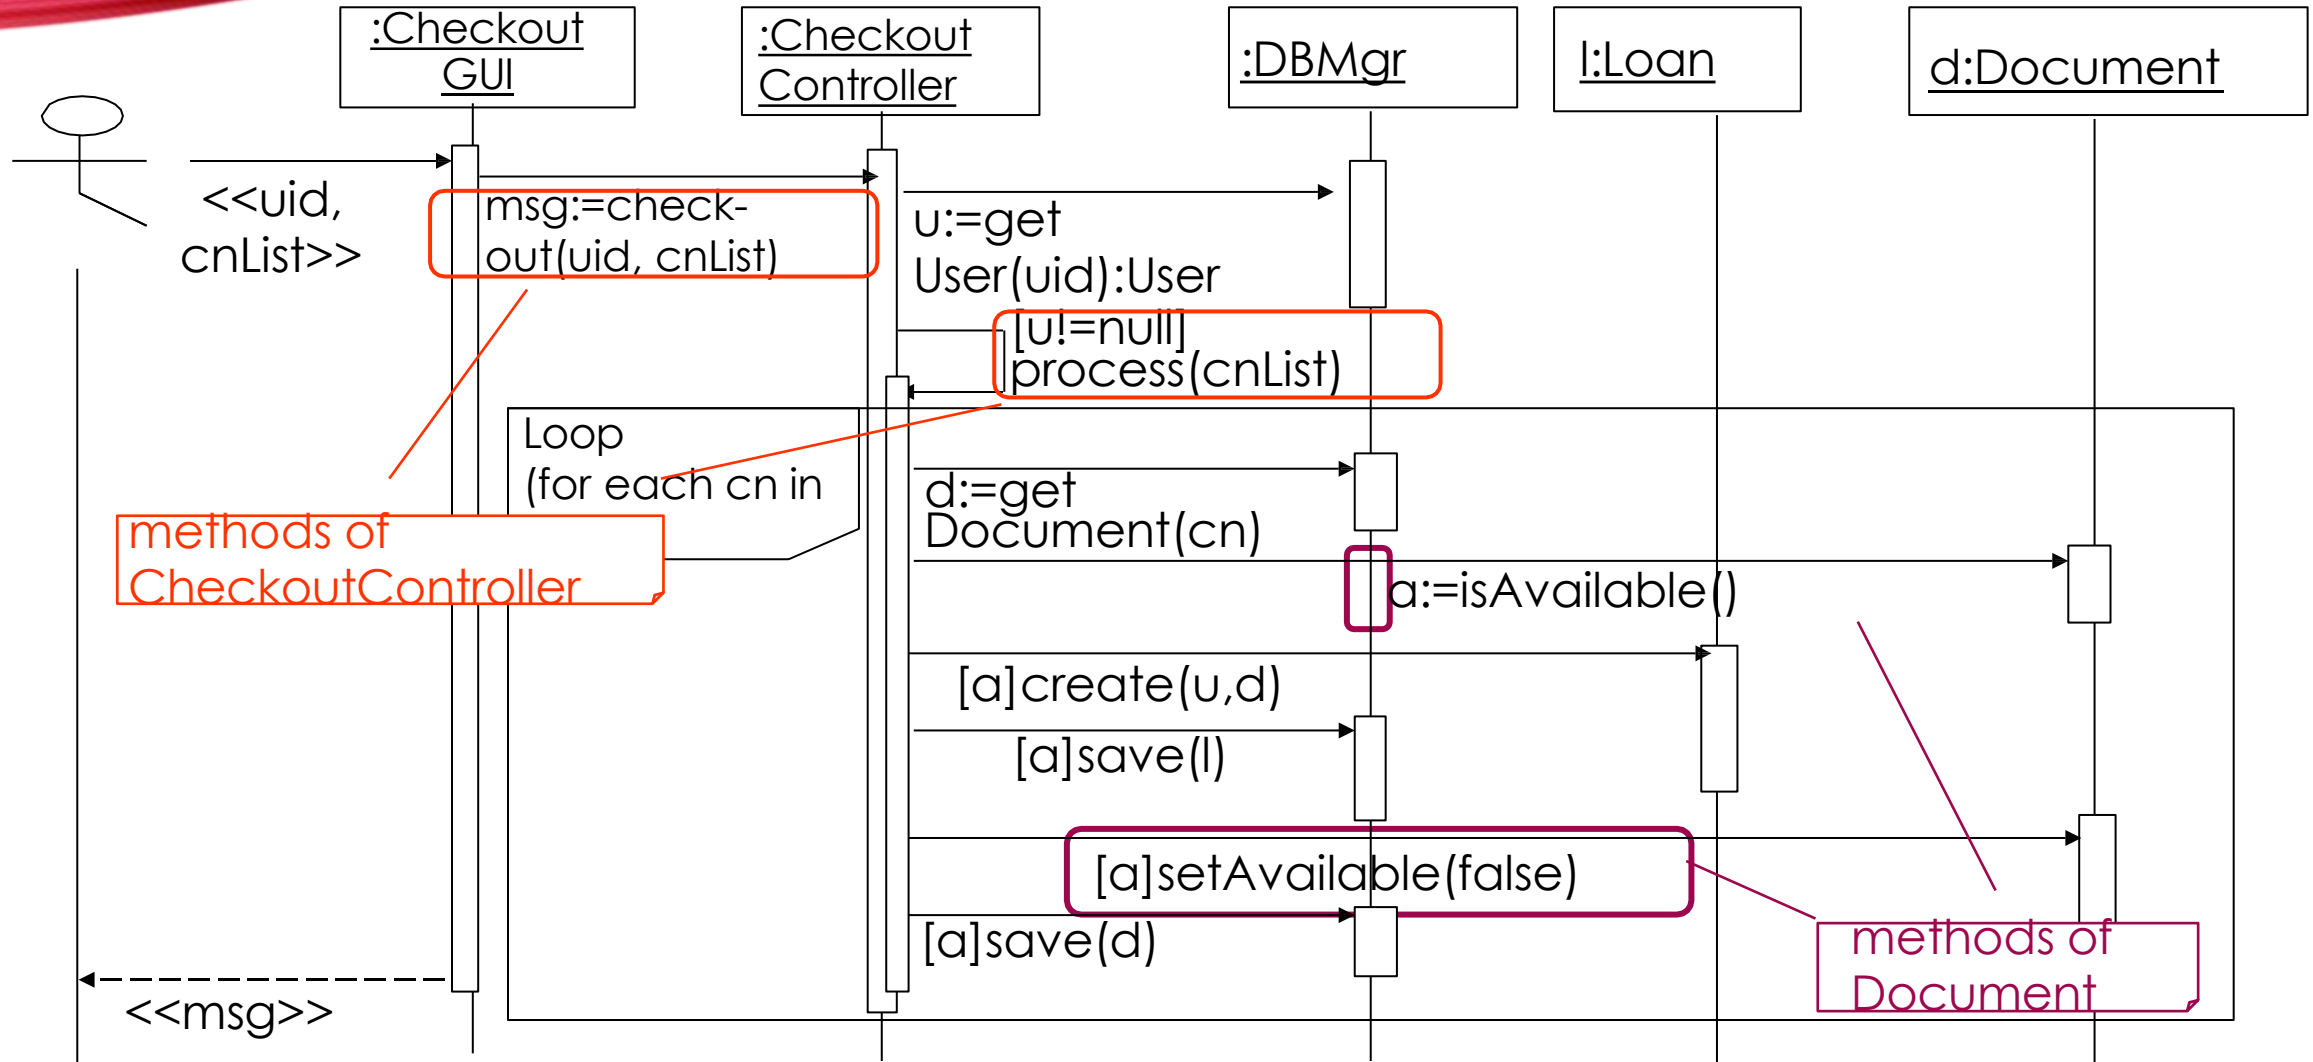 :Checkout
GUI
:Checkout
Controller
:DBMgr
l:Loan
d:Document
<<uid,
cnList>>
msg:=check-
out(uid, cnList)
u:=get
User(uid):User
[u!=null]
process(cnList)
Loop
(for each cn in
d:=get
Document(cn)
methods of
CheckoutController
a:=isAvailable()
[a]create(u,d)
[a]save(l)
[a]setAvailable(false)
[a]save(d)
methods of
Document
<<msg>>